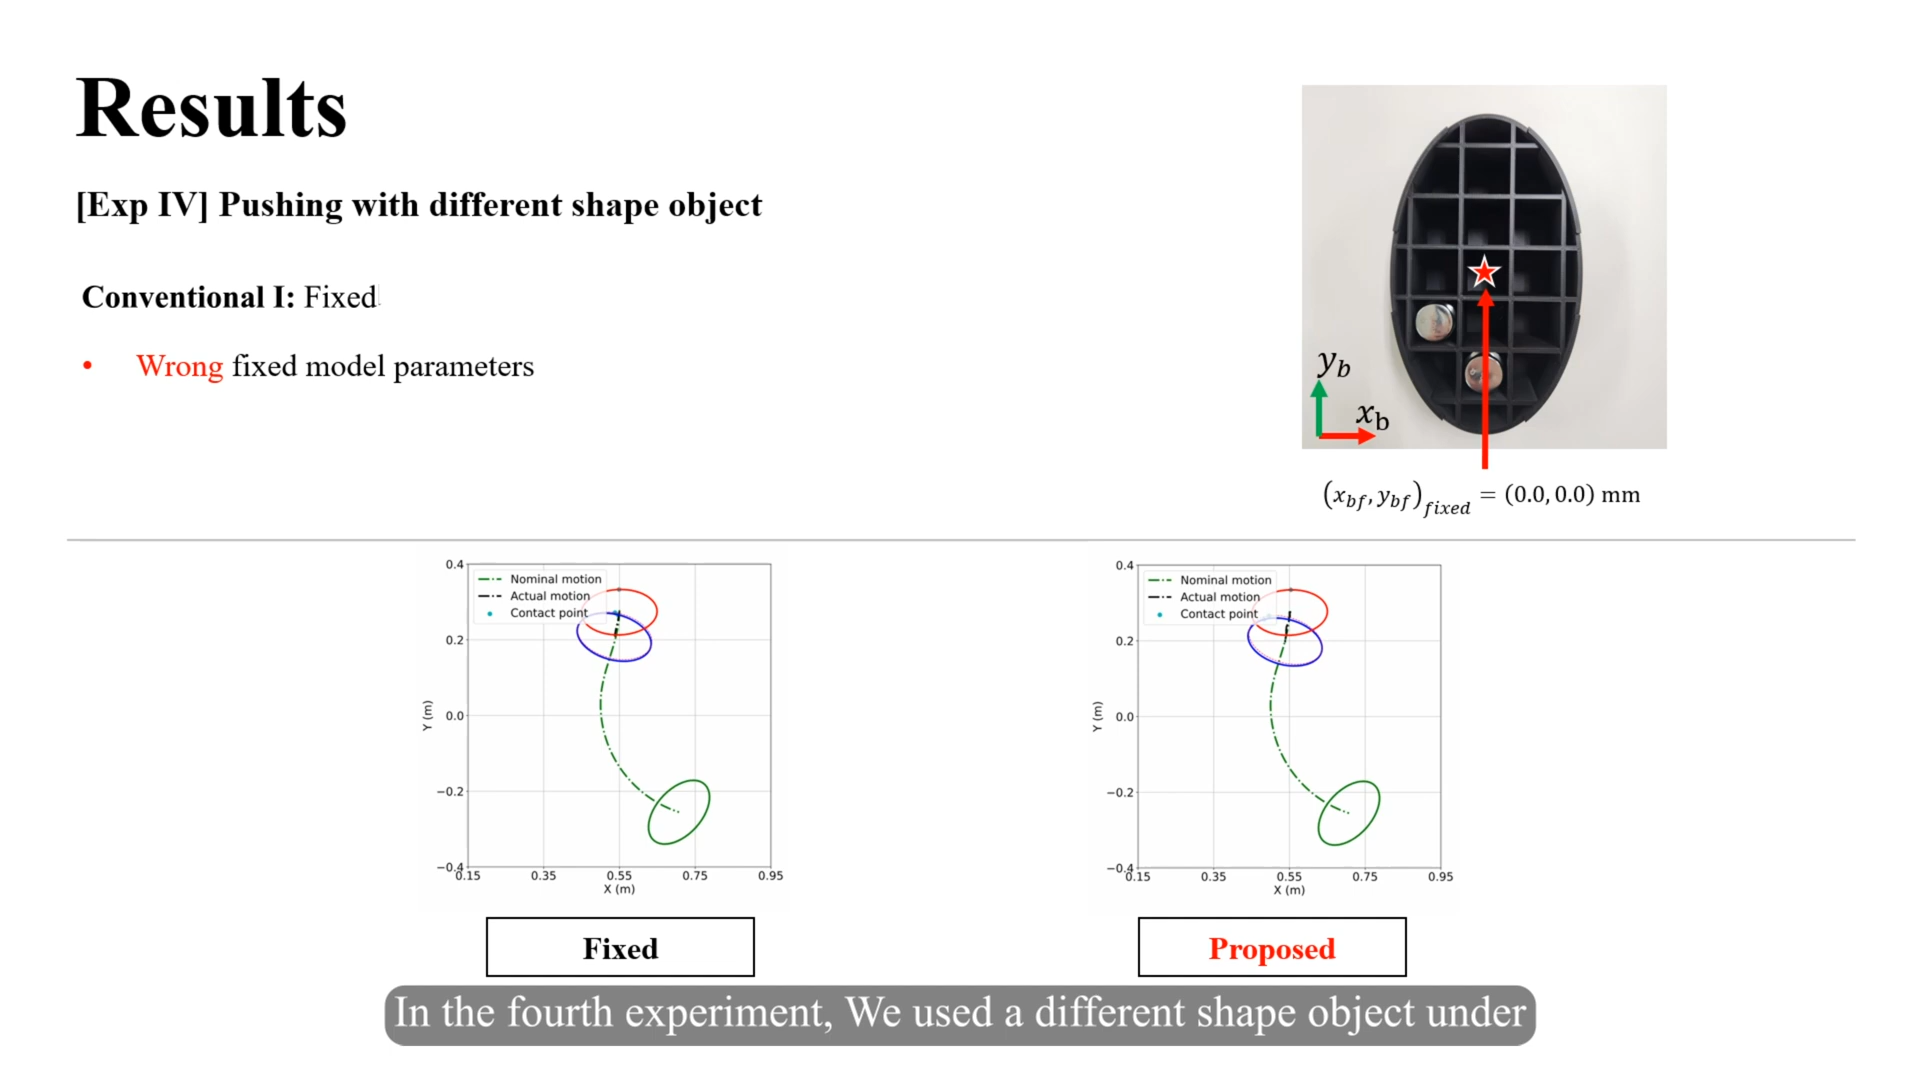 Results
[Exp IV] Pushing with different shape object
Conventional I: Fixed
• Wrong fixed model parameters
y_b
x_b
(x_bf, y_bf)_fixed = (0.0, 0.0) mm
0.4
0.2
0.0
−0.2
−0.4
Y (m)
Nominal motion
Actual motion
Contact point
0.15 0.35 0.55 0.75 0.95
X (m)
Fixed
0.4
0.2
0.0
−0.2
−0.4
Y (m)
Nominal motion
Actual motion
Contact point
0.15 0.35 0.55 0.75 0.95
X (m)
Proposed
In the fourth experiment, We used a different shape object under